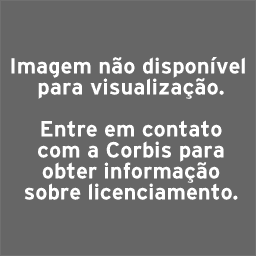 Imagem não disponível
para visualização.
Entre em contato
com a Corbis para
obter informação
sobre licenciamento.